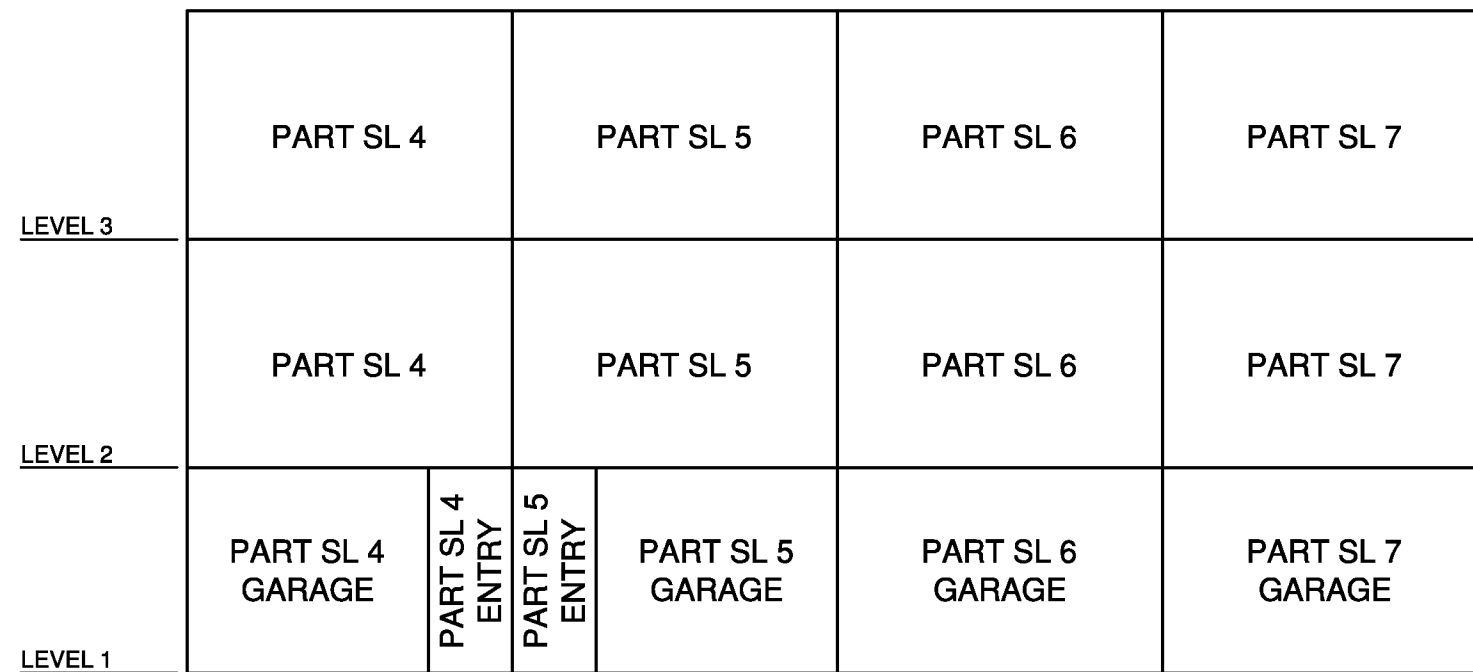 PART SL 4
PART SL 5
PART SL 6
PART SL 7
LEVEL 3
PART SL 4
PART SL 5
PART SL 6
PART SL 7
LEVEL 2
PART SL 4
GARAGE
PART SL 4
ENTRY
PART SL 5
ENTRY
PART SL 5
GARAGE
PART SL 6
GARAGE
PART SL 7
GARAGE
LEVEL 1